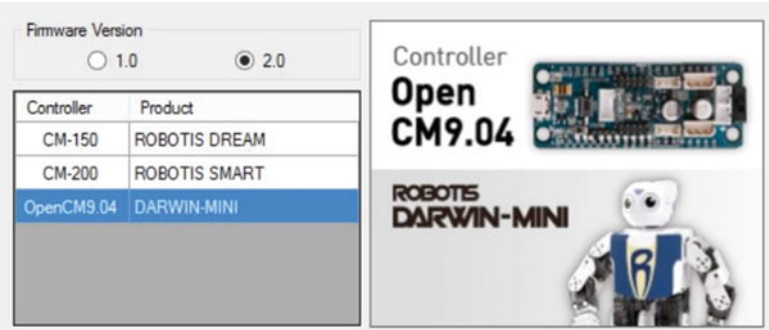 Firmware Version
1.0
2.0
Controller Product
CM-150 ROBOTIS DREAM
CM-200 ROBOTIS SMART
OpenCM9.04 DARWIN-MINI
Controller
Open
CM9.04
ROBOTIS
DARWIN-MINI
R